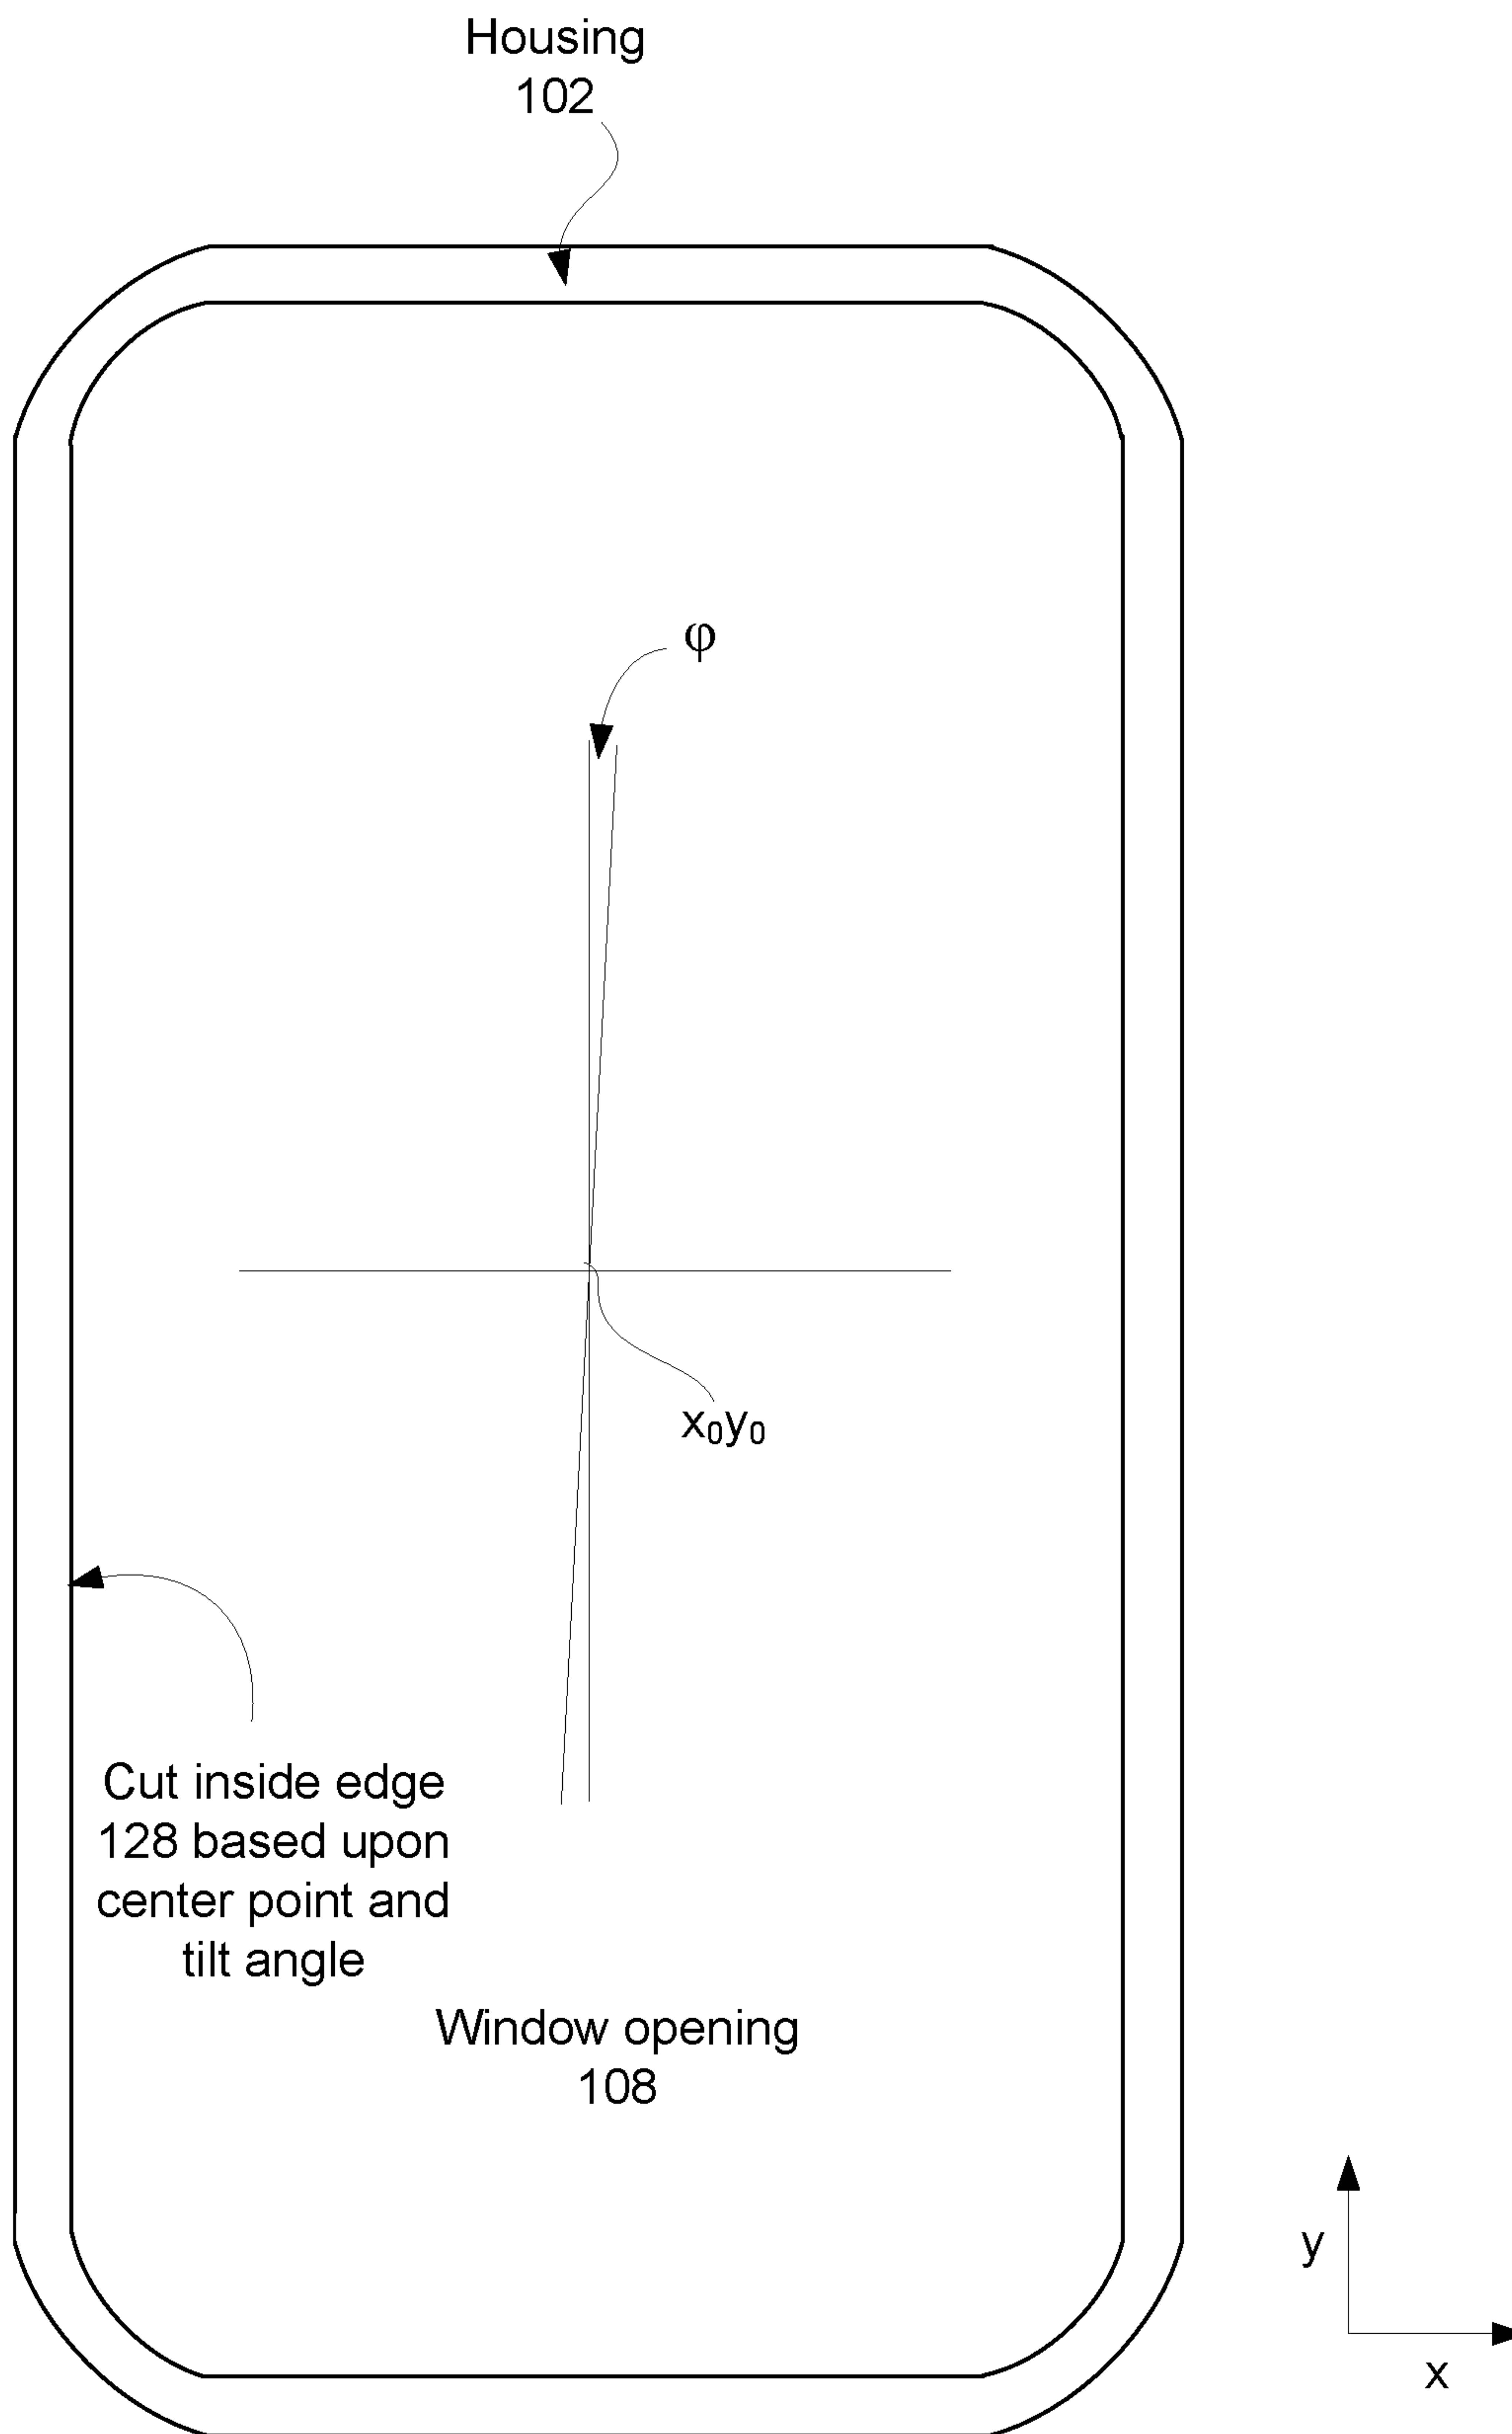 Housing
102
φ
x₀y₀
Cut inside edge
128 based upon
center point and
tilt angle
Window opening
108
y
x